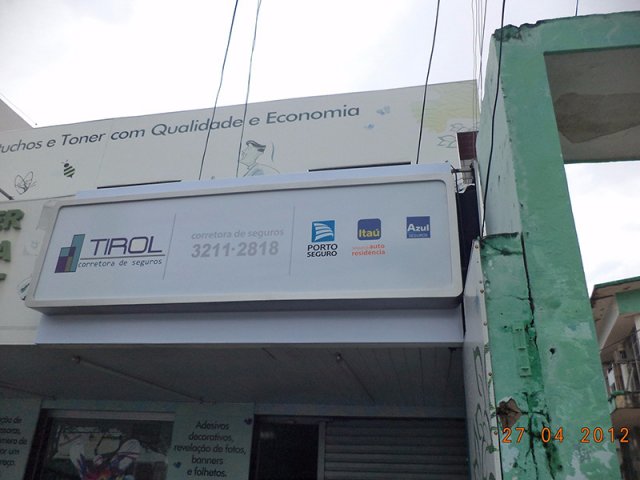 tuchos e Toner com Qualidade e Economia
TIROL
corretora de seguros
corretora de seguros
3211-2818
PORTO
SEGURO
Itaú
auto
residência
Azul
Adesivos
decorativos,
revelação de fotos,
banners
e folhetos.
27 04 2012